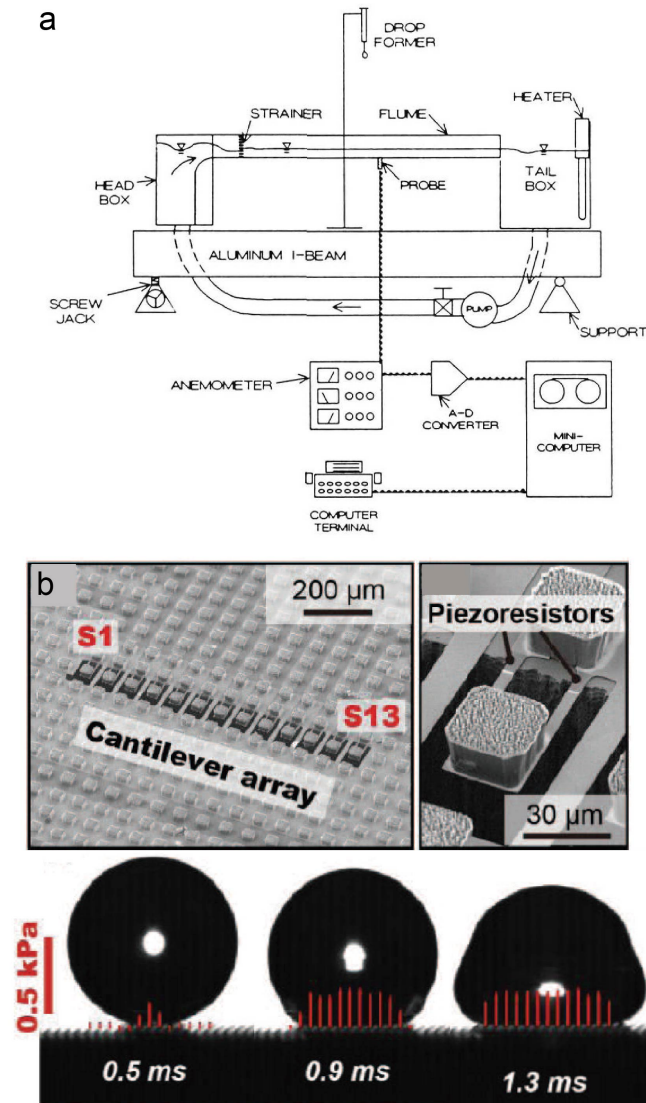 a
DROP
FORMER
HEATER
STRAINER
FLUME
HEAD
BOX
PROBE
TAIL
BOX
ALUMINUM I-BEAM
SCREW
JACK
PUMP
SUPPORT
ANEMOMETER
A-D
CONVERTER
MINI-
COMPUTER
COMPUTER
TERMINAL
b
200 µm
S1
S13
Cantilever array
Piezoresistors
30 µm
0.5 kPa
0.5 ms
0.9 ms
1.3 ms